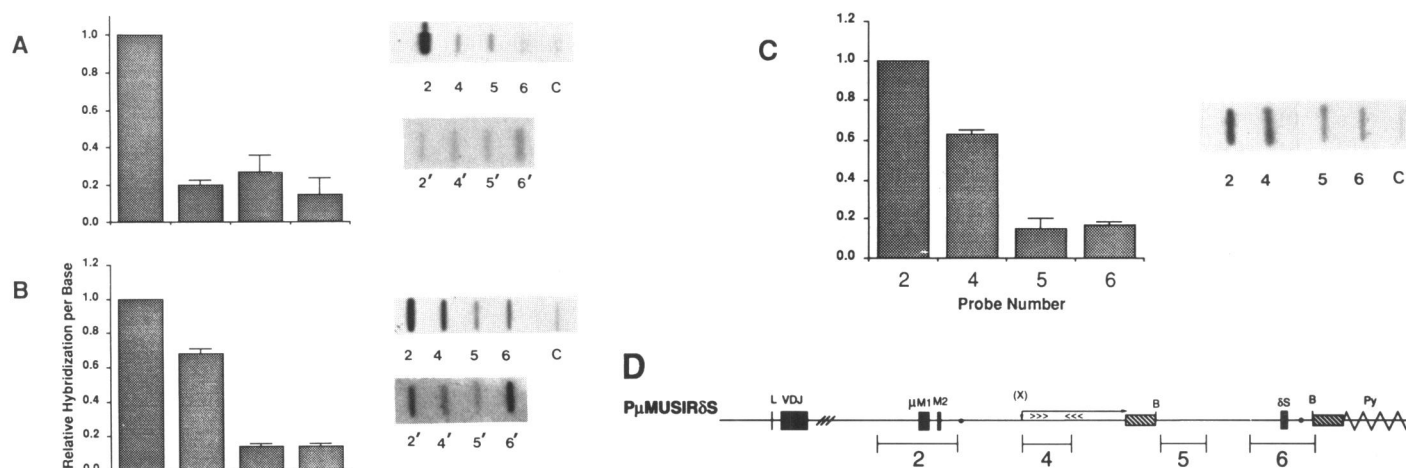 A
1.0
0.8
0.6
0.4
0.2
0.0
2 4 5 6 C
2′ 4′ 5′ 6′
B
Relative Hybridization per Base
1.2
1.0
0.8
0.6
0.4
0.2
0.0
2 4 5 6 C
2′ 4′ 5′ 6′
C
1.2
1.0
0.8
0.6
0.4
0.2
0.0
2 4 5 6
Probe Number
2 4 5 6 C
D
PμMUSIRδS
L VDJ μM1 M2 (X) B δS B Py
>>> <<<
2 4 5 6